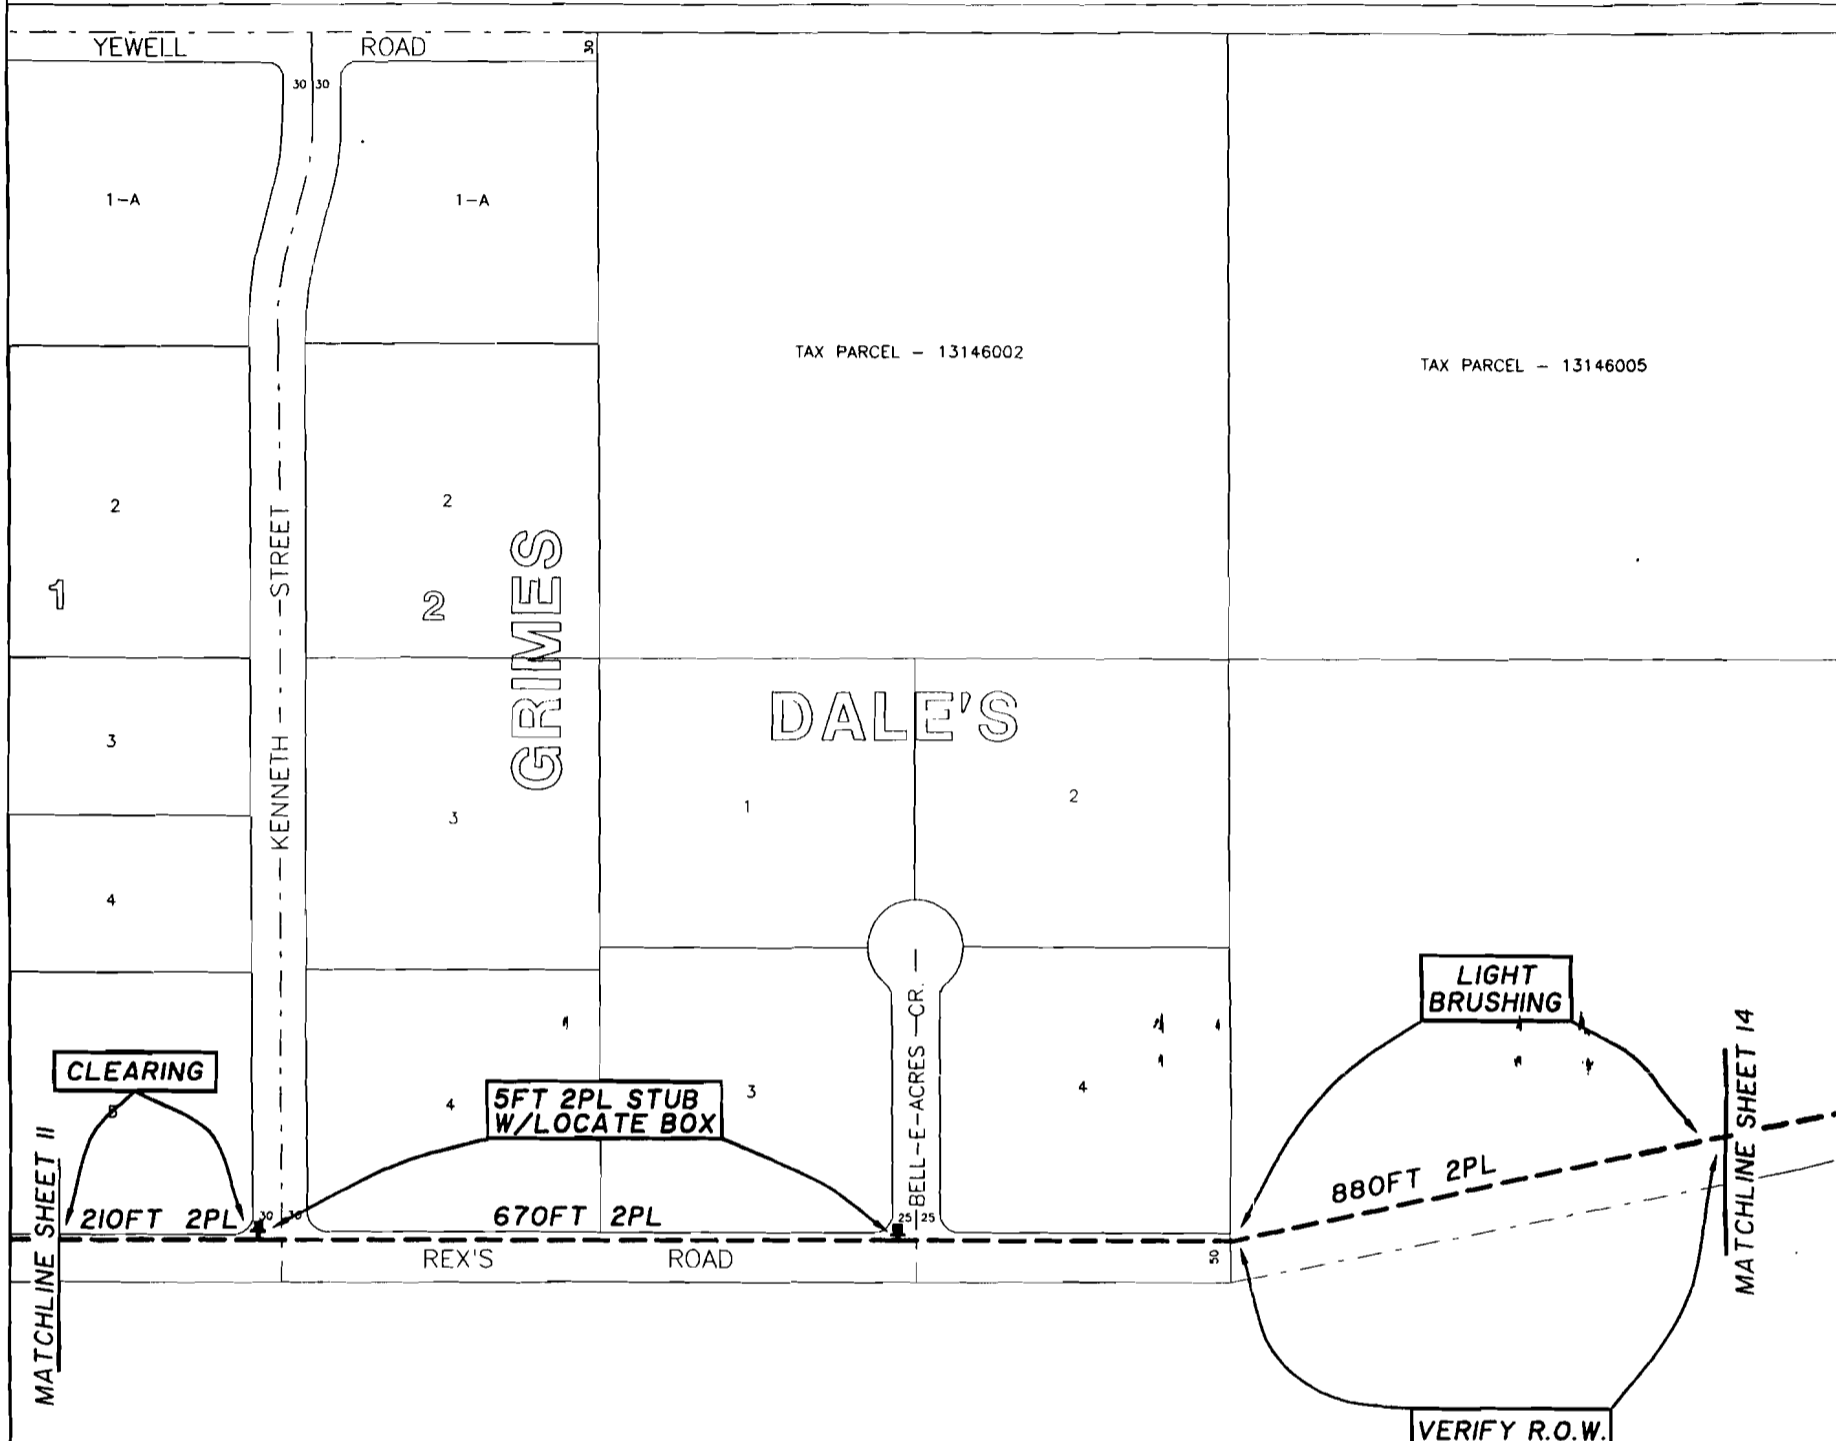 YEWELL ROAD
30
30 30
1-A
1-A
TAX PARCEL - 13146002
TAX PARCEL - 13146005
2
2
1
2
KENNETH STREET
GRIMES
DALE'S
3
3
1
2
4
LIGHT
BRUSHING
CLEARING
5
4
5FT 2PL STUB
W/LOCATE BOX
3
BELL-E-ACRES CR.
4
MATCHLINE SHEET 11
MATCHLINE SHEET 14
880FT 2PL
210FT 2PL
30 30
670FT 2PL
25 25
REX'S ROAD
50
VERIFY R.O.W.